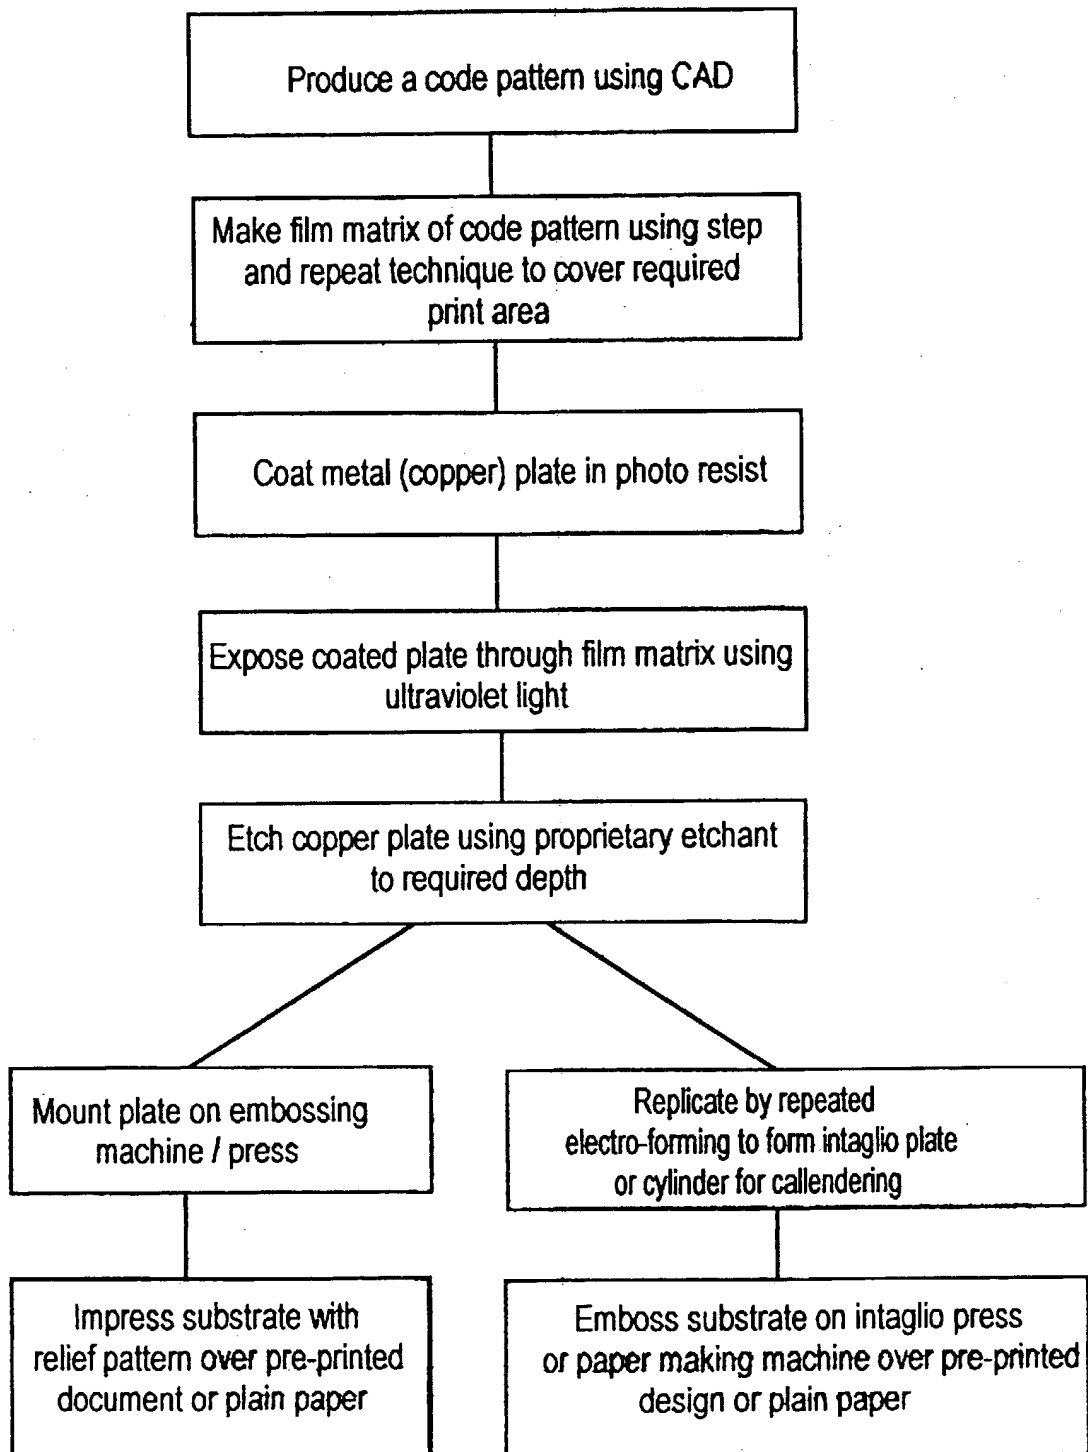 Produce a code pattern using CAD
Make film matrix of code pattern using step
and repeat technique to cover required
print area
Coat metal (copper) plate in photo resist
Expose coated plate through film matrix using
ultraviolet light
Etch copper plate using proprietary etchant
to required depth
Mount plate on embossing
machine / press
Replicate by repeated
electro-forming to form intaglio plate
or cylinder for callendering
Impress substrate with
relief pattern over pre-printed
document or plain paper
Emboss substrate on intaglio press
or paper making machine over pre-printed
design or plain paper